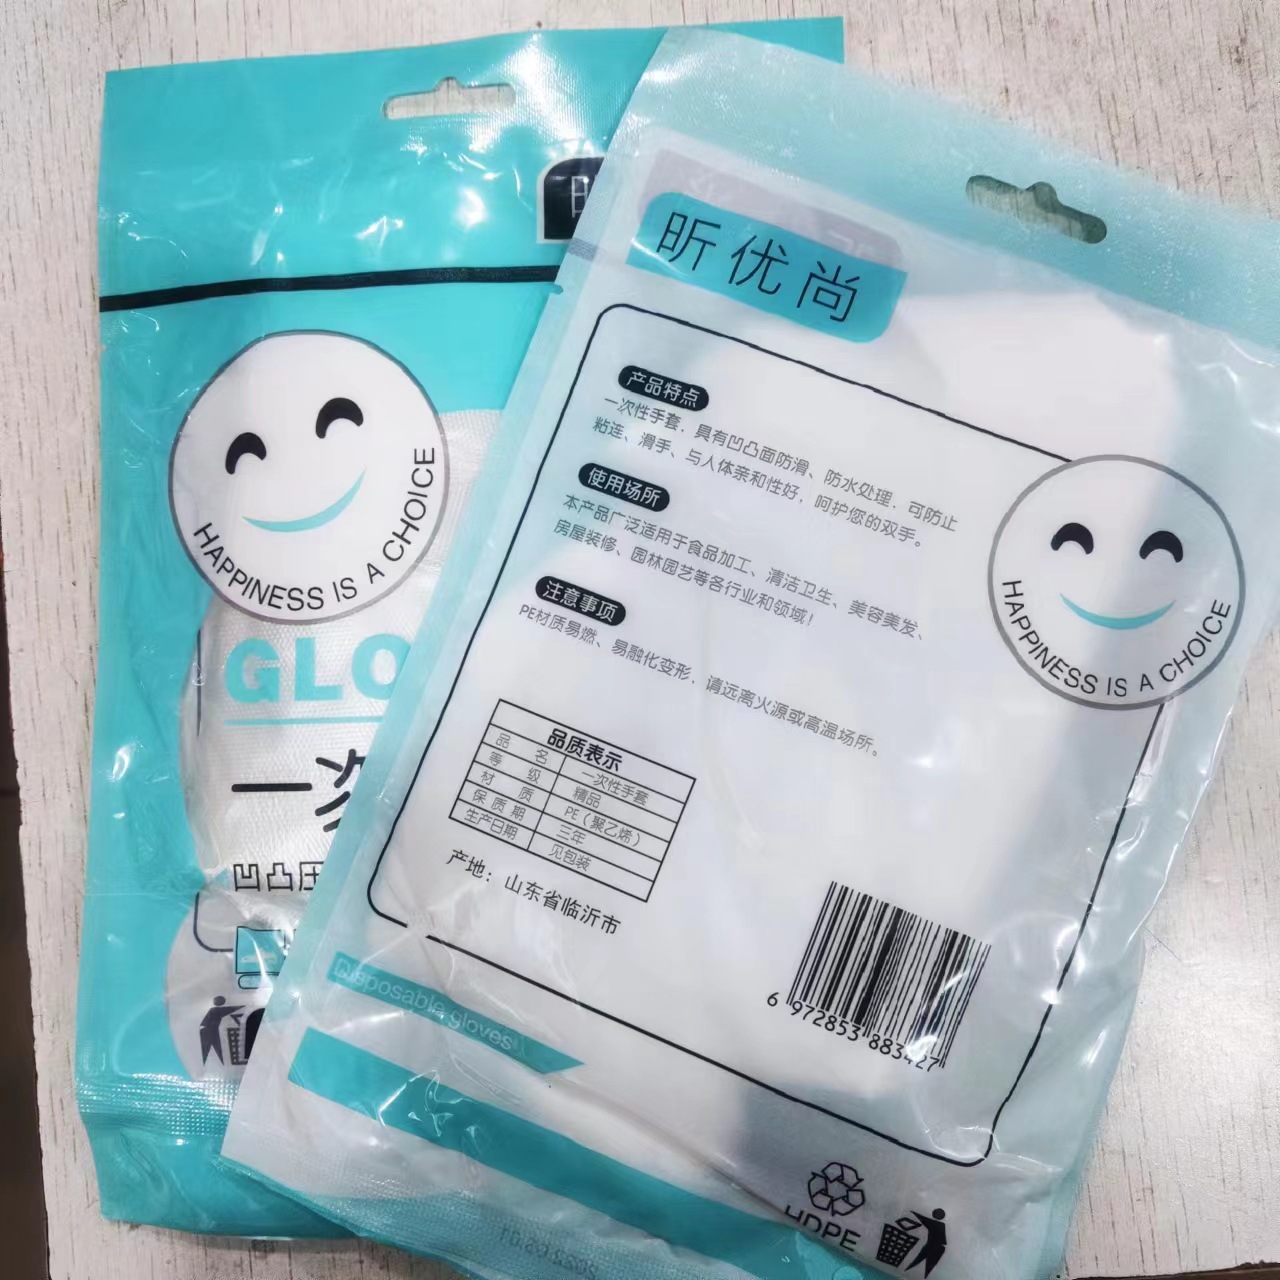 HAPPINESS IS A CHOICE
GLO
一次
凹凸压
昕优尚
产品特点
一次性手套，具有凹凸面防滑、防水处理，可防止
粘连、滑手、与人体亲和性好，呵护您的双手。
使用场所
本产品广泛适用于食品加工、清洁卫生、美容美发、
房屋装修、园林园艺等各行业和领域！
注意事项
PE材质易燃、易融化变形，请远离火源或高温场所。
HAPPINESS IS A CHOICE
品质表示
品名 一次性手套
等级 精品
材质 PE（聚乙烯）
保质期 三年
生产日期 见包装
产地：山东省临沂市
6 972853 883427
Disposable gloves
HDPE